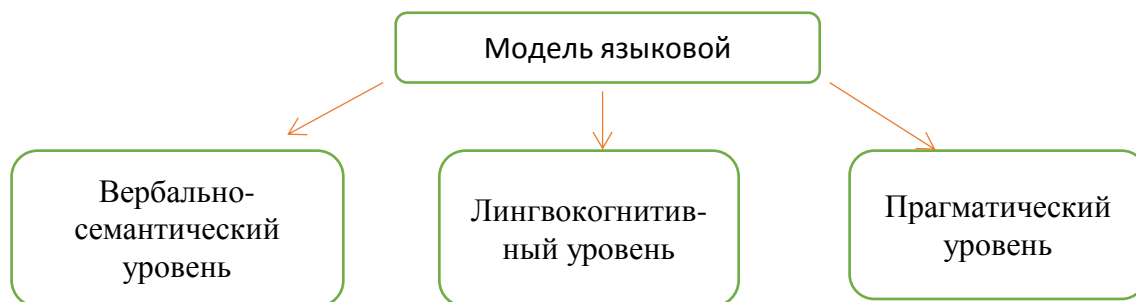 Модель языковой
Вербально-
семантический
уровень
Лингвокогнитив-
ный уровень
Прагматический
уровень